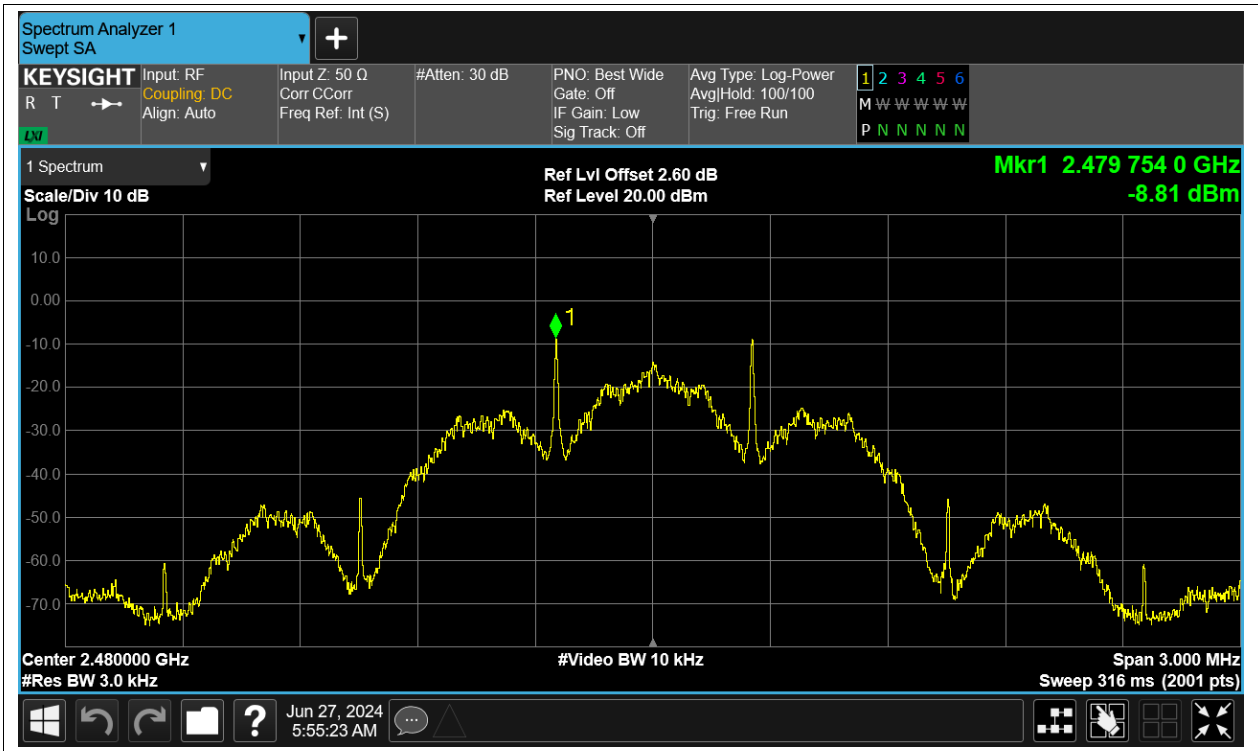 Spectrum Analyzer 1
Swept SA
KEYSIGHT
R T
LXI
Input: RF
Coupling: DC
Align: Auto
Input Z: 50 Ω
Corr CCorr
Freq Ref: Int (S)
#Atten: 30 dB
PNO: Best Wide
Gate: Off
IF Gain: Low
Sig Track: Off
Avg Type: Log-Power
Avg|Hold: 100/100
Trig: Free Run
1 2 3 4 5 6
M W W W W W
P N N N N N
1 Spectrum
Scale/Div 10 dB
Log
Ref Lvl Offset 2.60 dB
Ref Level 20.00 dBm
Mkr1 2.479 754 0 GHz
-8.81 dBm
10.0
0.00
-10.0
-20.0
-30.0
-40.0
-50.0
-60.0
-70.0
1
Center 2.480000 GHz
#Res BW 3.0 kHz
#Video BW 10 kHz
Span 3.000 MHz
Sweep 316 ms (2001 pts)
?
Jun 27, 2024
5:55:23 AM